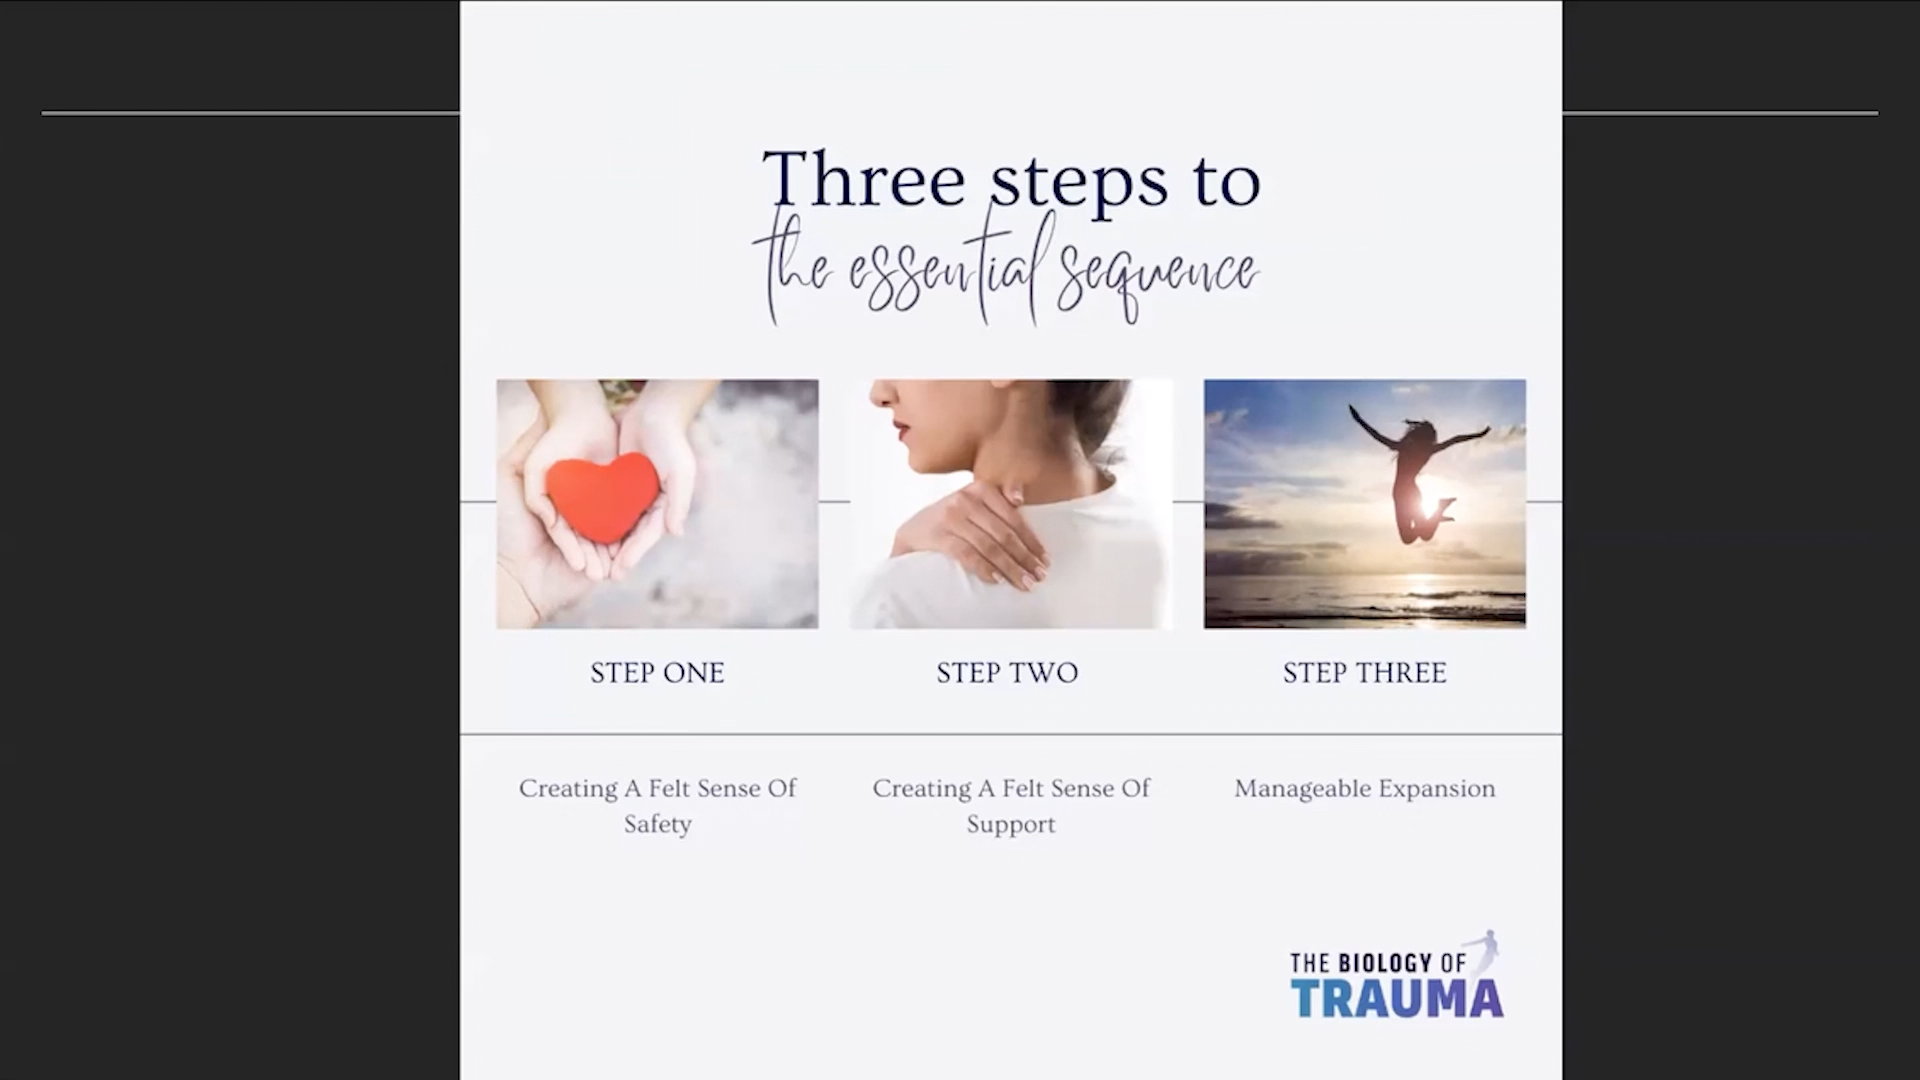 Three steps to
the essential sequence
STEP ONE
STEP TWO
STEP THREE
Creating A Felt Sense Of
Safety
Creating A Felt Sense Of
Support
Manageable Expansion
THE BIOLOGY OF
TRAUMA